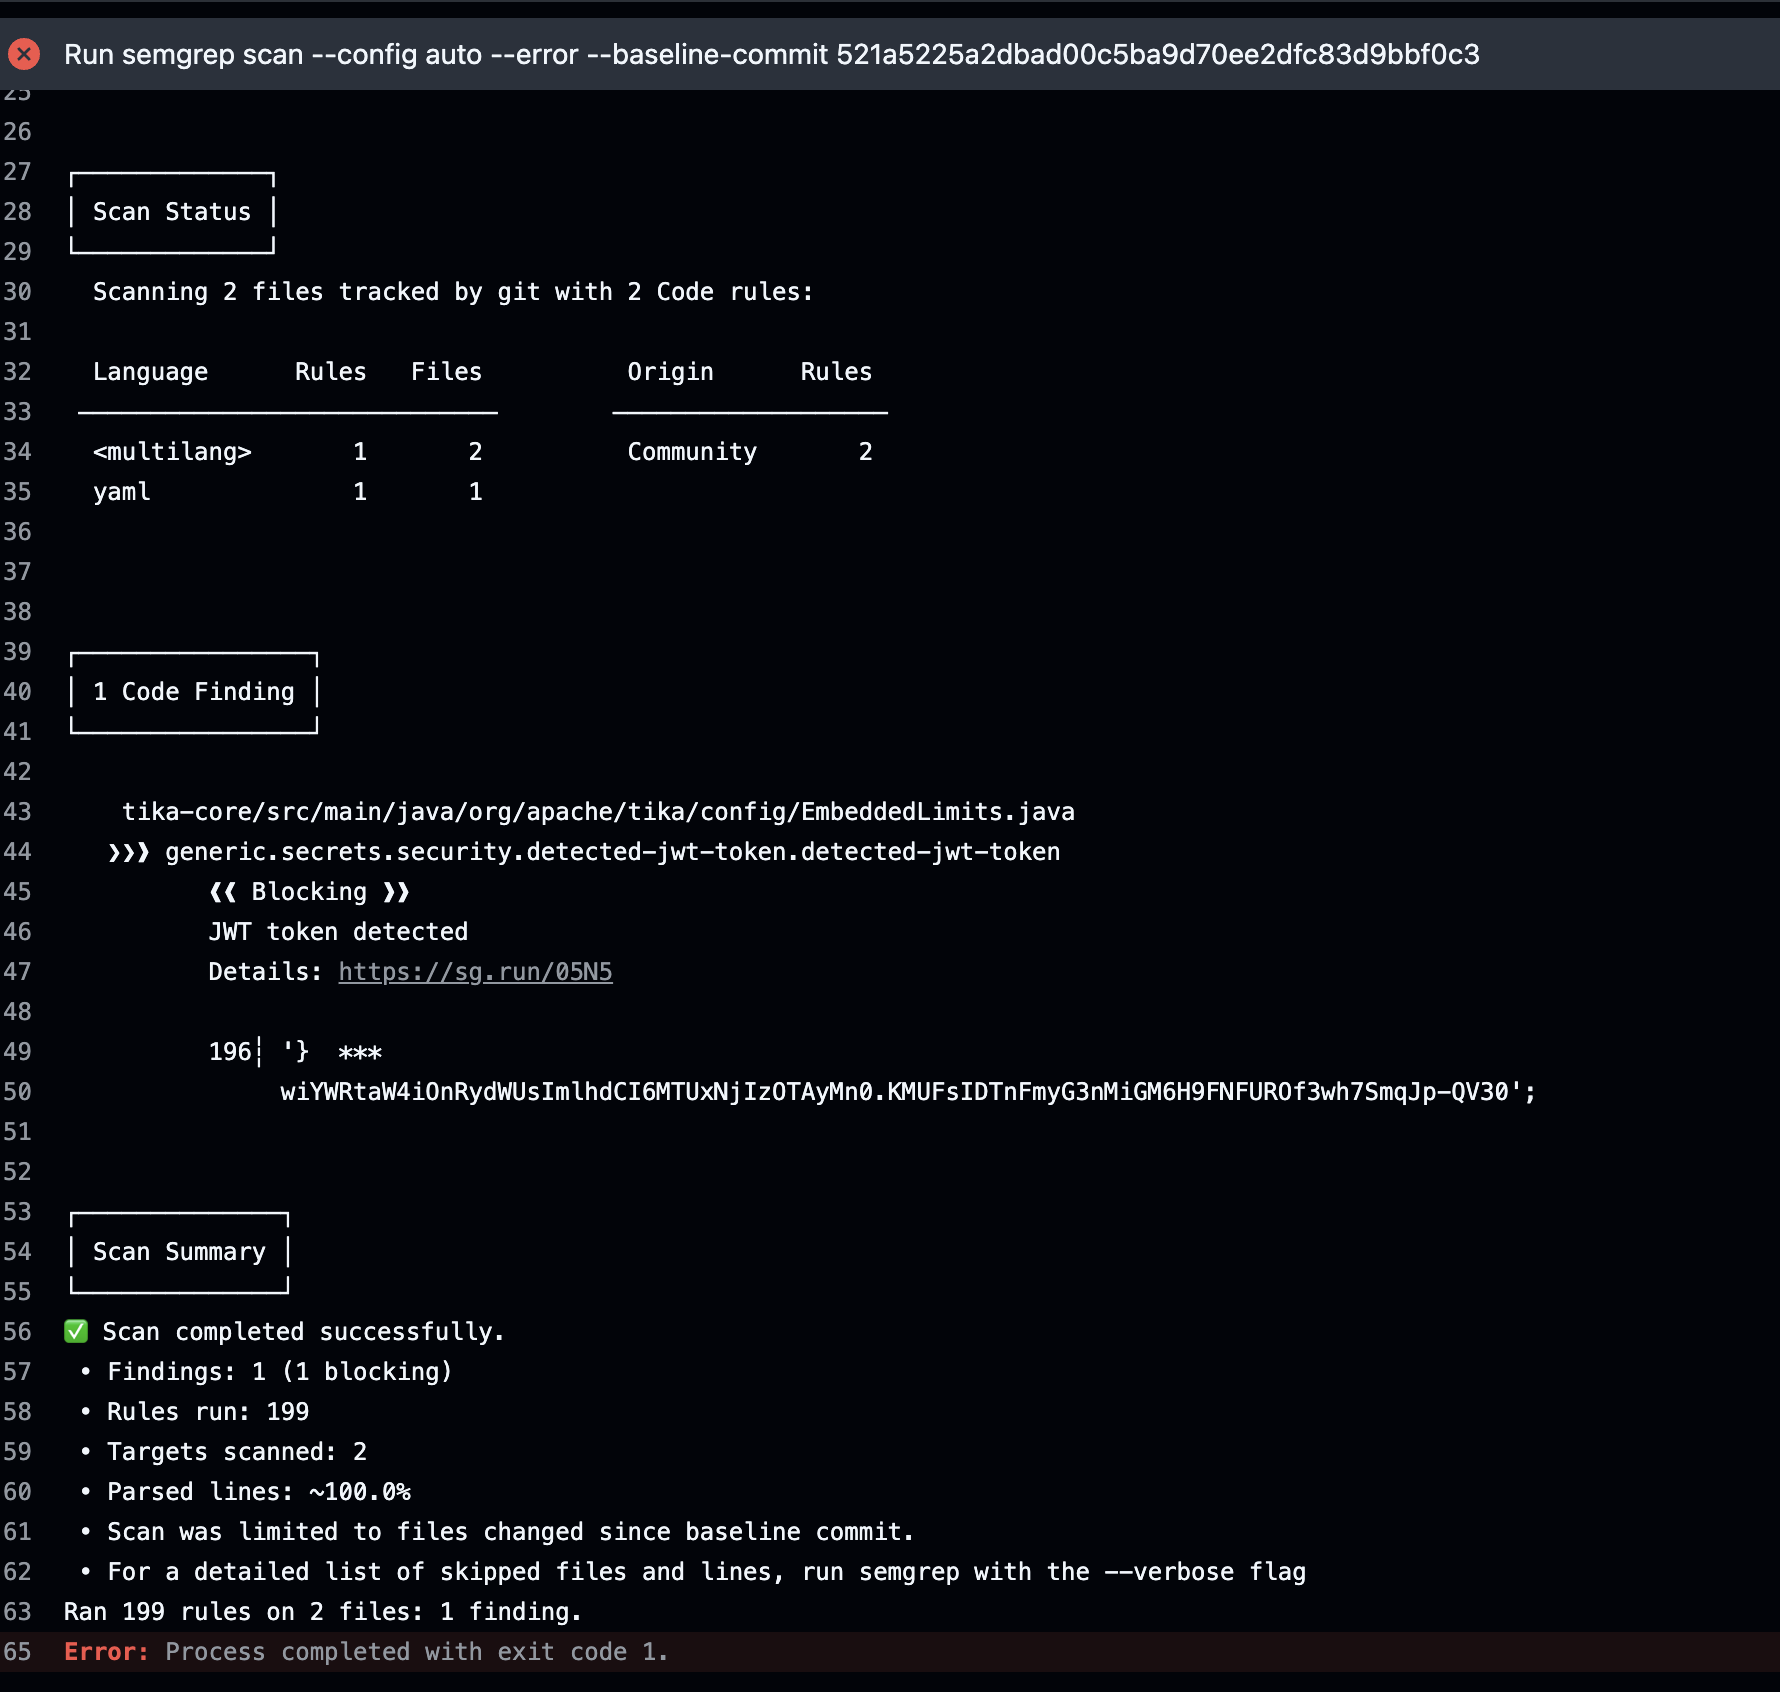 Run semgrep scan --config auto --error --baseline-commit 521a5225a2dbad00c5ba9d70ee2dfc83d9bbf0c3
25
26
27
28 Scan Status
29
30 Scanning 2 files tracked by git with 2 Code rules:
31
32 Language Rules Files Origin Rules
33
34 <multilang> 1 2 Community 2
35 yaml 1 1
36
37
38
39
40 1 Code Finding
41
42
43 tika-core/src/main/java/org/apache/tika/config/EmbeddedLimits.java
44 ❯❯❱ generic.secrets.security.detected-jwt-token.detected-jwt-token
45 ❰❰ Blocking ❱❱
46 JWT token detected
47 Details: https://sg.run/05N5
48
49 196┆ '} ***
50 wiYWRtaW4iOnRydWUsImlhdCI6MTUxNjIzOTAyMn0.KMUFsIDTnFmyG3nMiGM6H9FNFUROf3wh7SmqJp-QV30';
51
52
53
54 Scan Summary
55
56 ✅ Scan completed successfully.
57 • Findings: 1 (1 blocking)
58 • Rules run: 199
59 • Targets scanned: 2
60 • Parsed lines: ~100.0%
61 • Scan was limited to files changed since baseline commit.
62 • For a detailed list of skipped files and lines, run semgrep with the --verbose flag
63 Ran 199 rules on 2 files: 1 finding.
65 Error: Process completed with exit code 1.